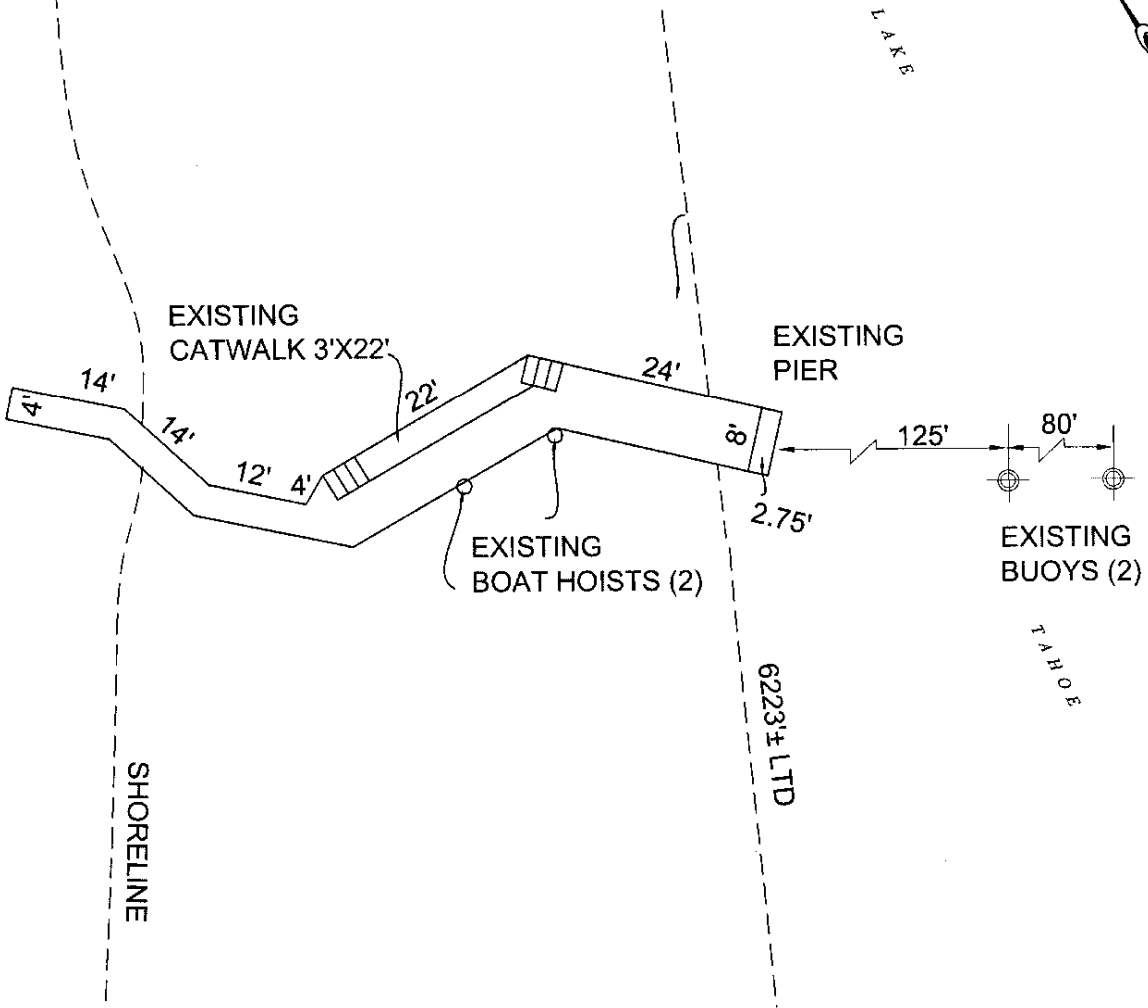 LAKE
EXISTING
CATWALK 3'X22'
EXISTING
PIER
14'
4'
14'
12'
4'
22'
24'
8'
2.75'
125'
80'
EXISTING
BOAT HOISTS (2)
EXISTING
BUOYS (2)
TAHOE
6223'± LTD
SHORELINE